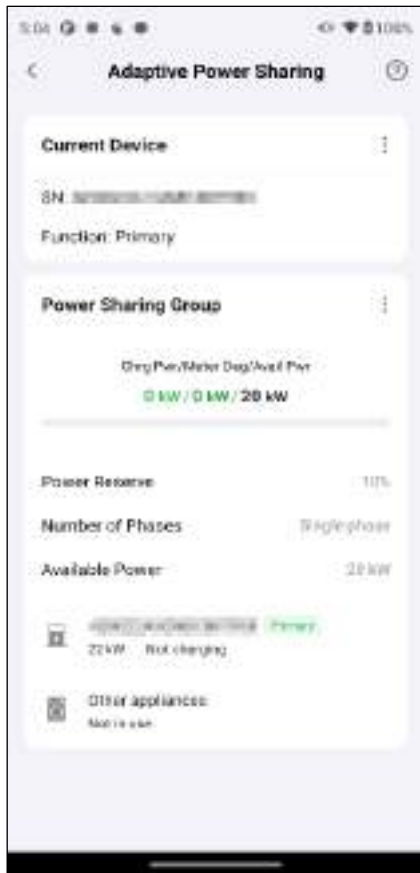 5:04 100%
Adaptive Power Sharing
Current Device
SN:
Function: Primary
Power Sharing Group
Chrg Pwr/Meter Dag/Avail Pwr
0 kW / 0 kW / 20 kW
Power Reserve 10%
Number of Phases Single-phase
Available Power 20 kW
Primary
22 kW Not charging
Other appliances
Not in use